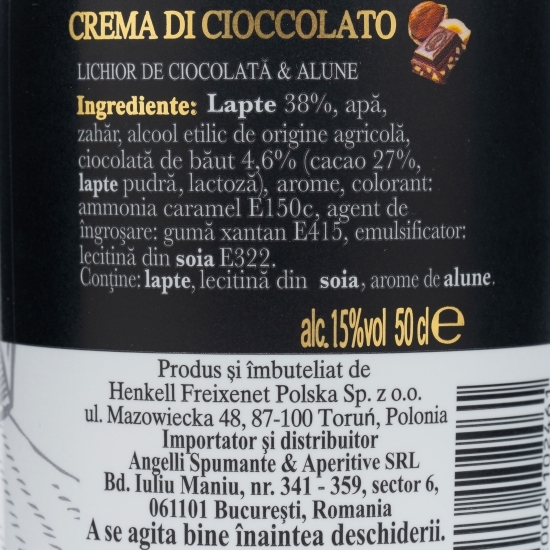 CREMA DI CIOCCOLATO
LICHIOR DE CIOCOLATĂ & ALUNE
Ingrediente: Lapte 38%, apă,
zahăr, alcool etilic de origine agricolă,
ciocolată de băut 4,6% (cacao 27%,
lapte pudră, lactoză), arome, colorant:
ammonia caramel E150c, agent de
îngroșare: gumă xantan E415, emulsificator:
lecitină din soia E322.
Conţine: lapte, lecitină din soia, arome de alune.
alc. 15%vol 50 cl e
Produs și îmbuteliat de
Henkell Freixenet Polska Sp. z o.o.
ul. Mazowiecka 48, 87-100 Toruń, Polonia
Importator și distribuitor
Angelli Spumante & Aperitive SRL
Bd. Iuliu Maniu, nr. 341 - 359, sector 6,
061101 București, Romania
A se agita bine înaintea deschiderii.